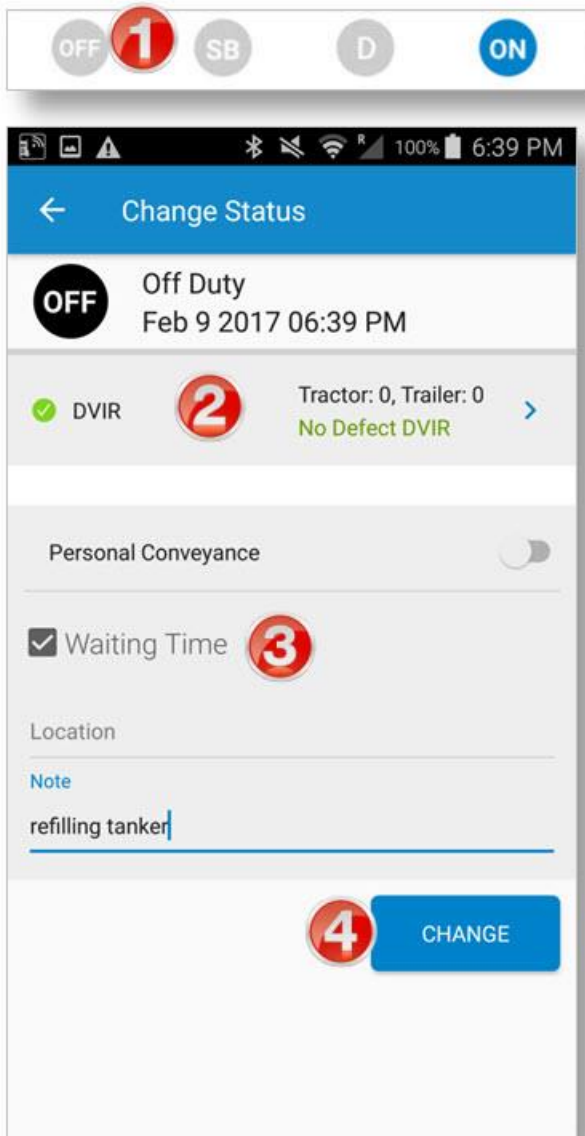 OFF 1 SB D ON
R 100% 6:39 PM
Change Status
OFF
Off Duty
Feb 9 2017 06:39 PM
DVIR 2 Tractor: 0, Trailer: 0
No Defect DVIR
Personal Conveyance
Waiting Time 3
Location
Note
refilling tanker
4 CHANGE